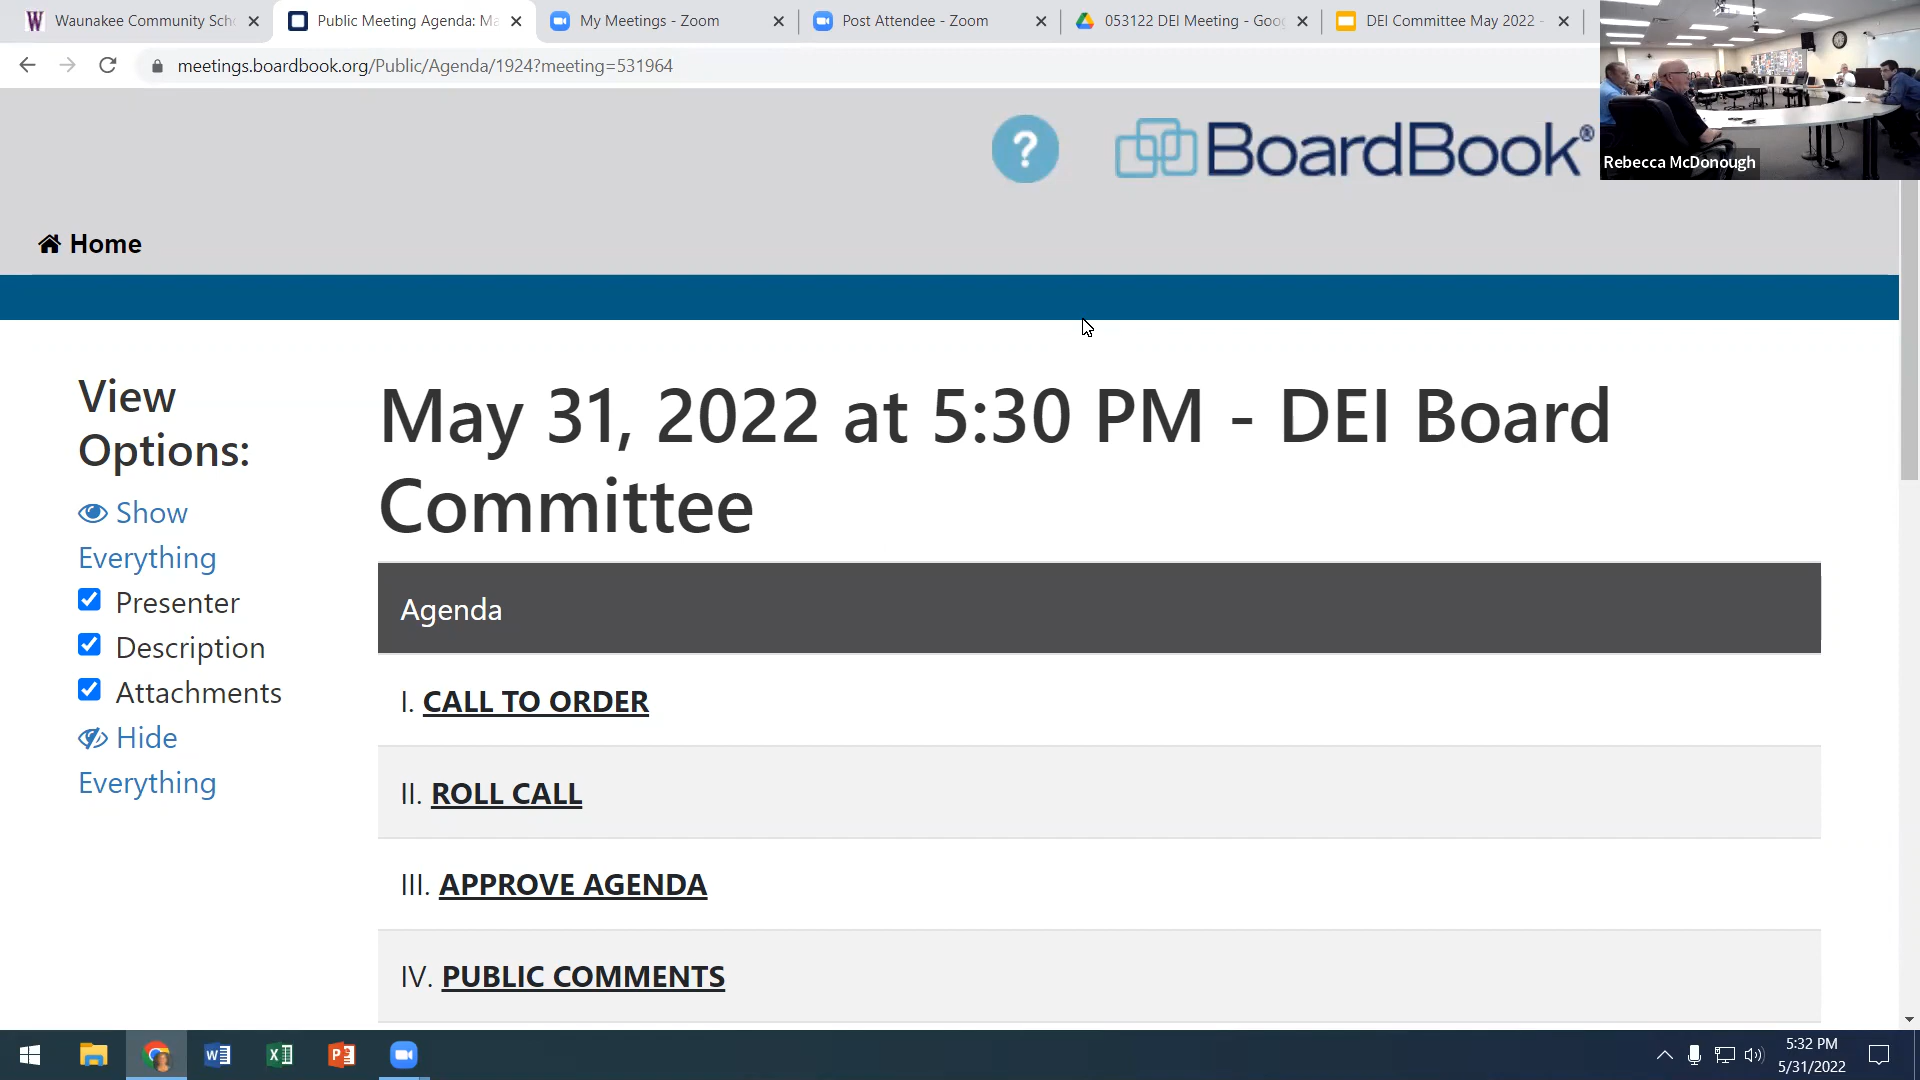 Waunakee Community Sch
Public Meeting Agenda: Ma
My Meetings - Zoom
Post Attendee - Zoom
053122 DEI Meeting - Goog
DEI Committee May 2022 -
meetings.boardbook.org/Public/Agenda/1924?meeting=531964
? BoardBook®
Rebecca McDonough
Home
View
Options:
Show
Everything
Presenter
Description
Attachments
Hide
Everything
May 31, 2022 at 5:30 PM - DEI Board
Committee
Agenda
I. CALL TO ORDER
II. ROLL CALL
III. APPROVE AGENDA
IV. PUBLIC COMMENTS
5:32 PM
5/31/2022